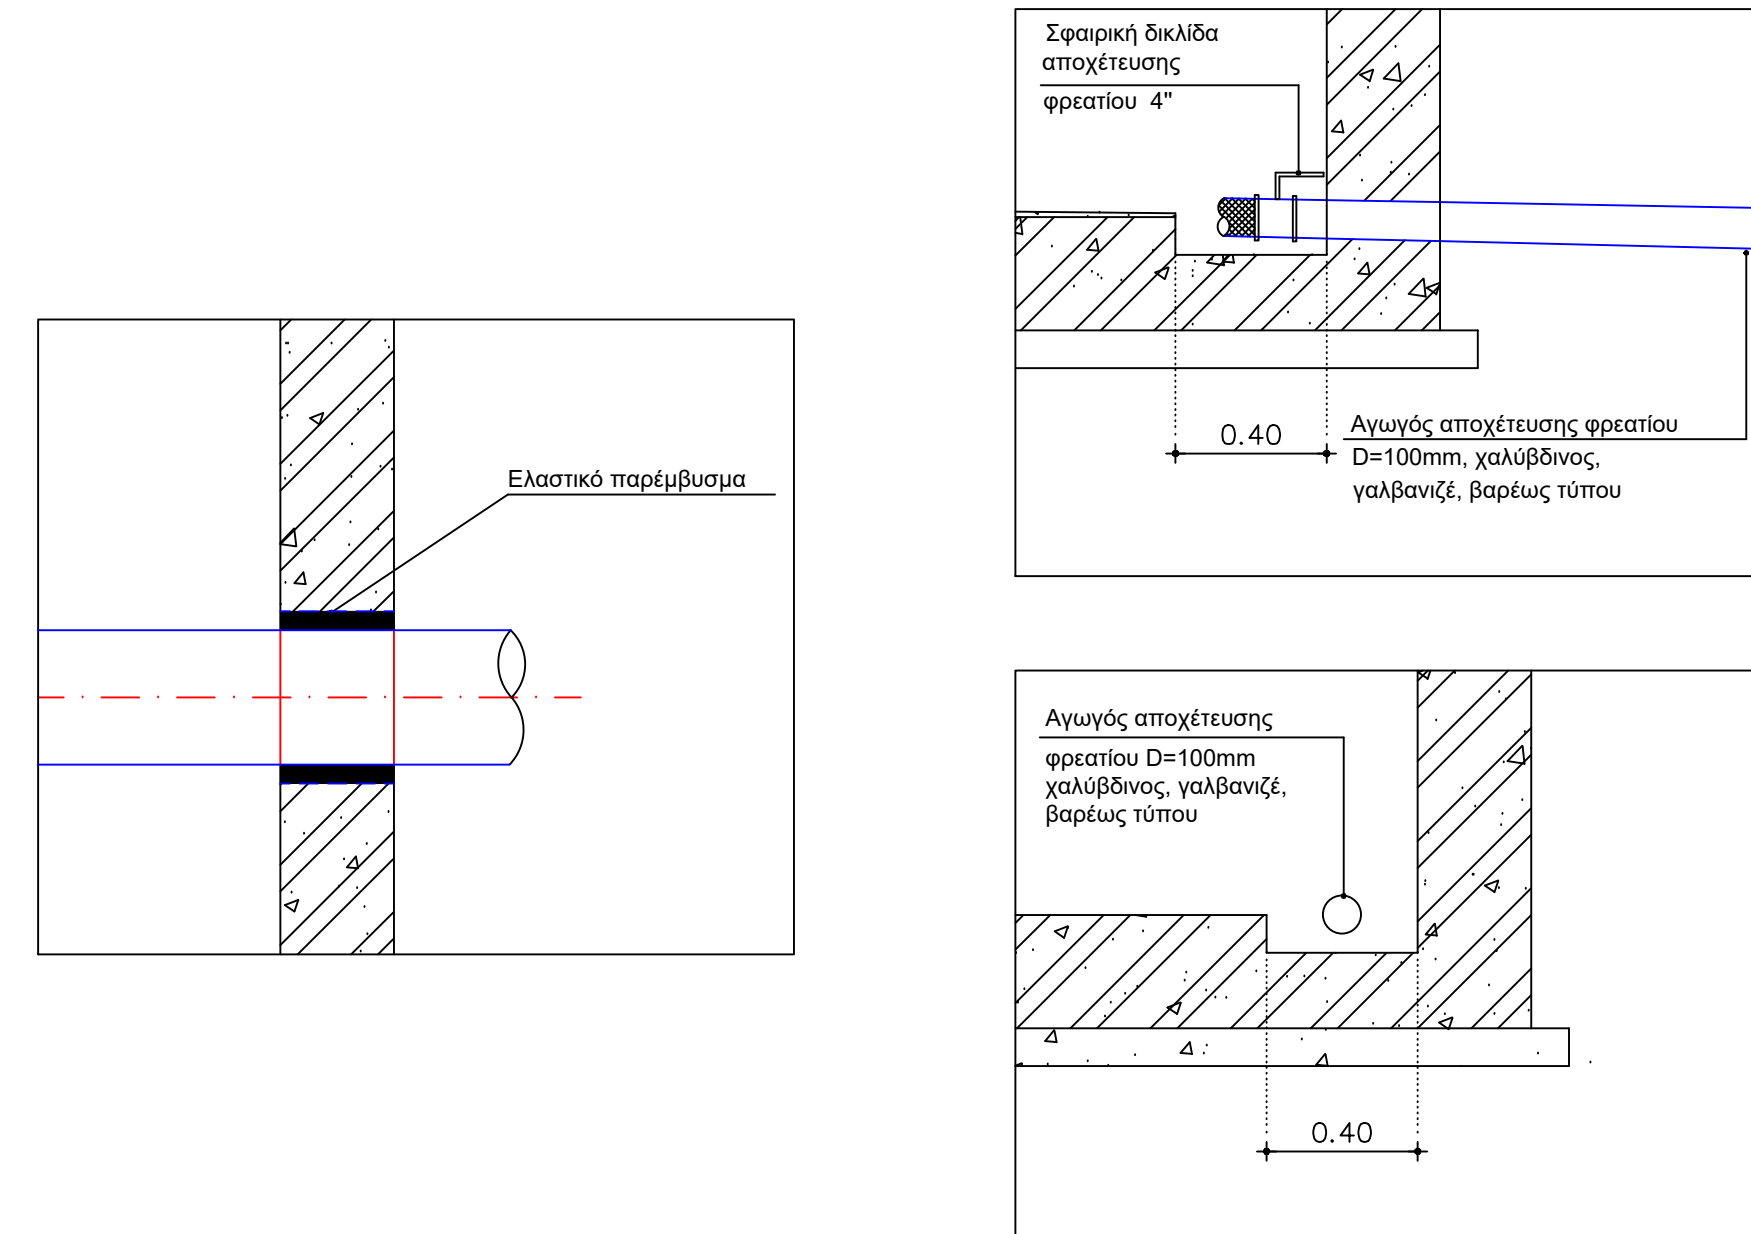 Σφαιρική δικλίδα
αποχέτευσης
φρεατίου 4"
0.40
Αγωγός αποχέτευσης φρεατίου
D=100mm, χαλύβδινος,
γαλβανιζέ, βαρέως τύπου
Ελαστικό παρέμβυσμα
Αγωγός αποχέτευσης
φρεατίου D=100mm
χαλύβδινος, γαλβανιζέ,
βαρέως τύπου
0.40